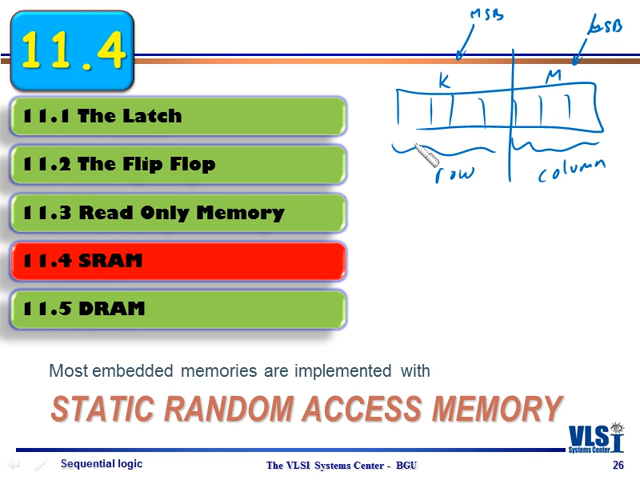 11.4
11.1 The Latch
11.2 The Flip Flop
11.3 Read Only Memory
11.4 SRAM
11.5 DRAM
MSB
LSB
K
M
row
column
Most embedded memories are implemented with
STATIC RANDOM ACCESS MEMORY
VLSI
Systems Center
Sequential logic
The VLSI Systems Center - BGU
26